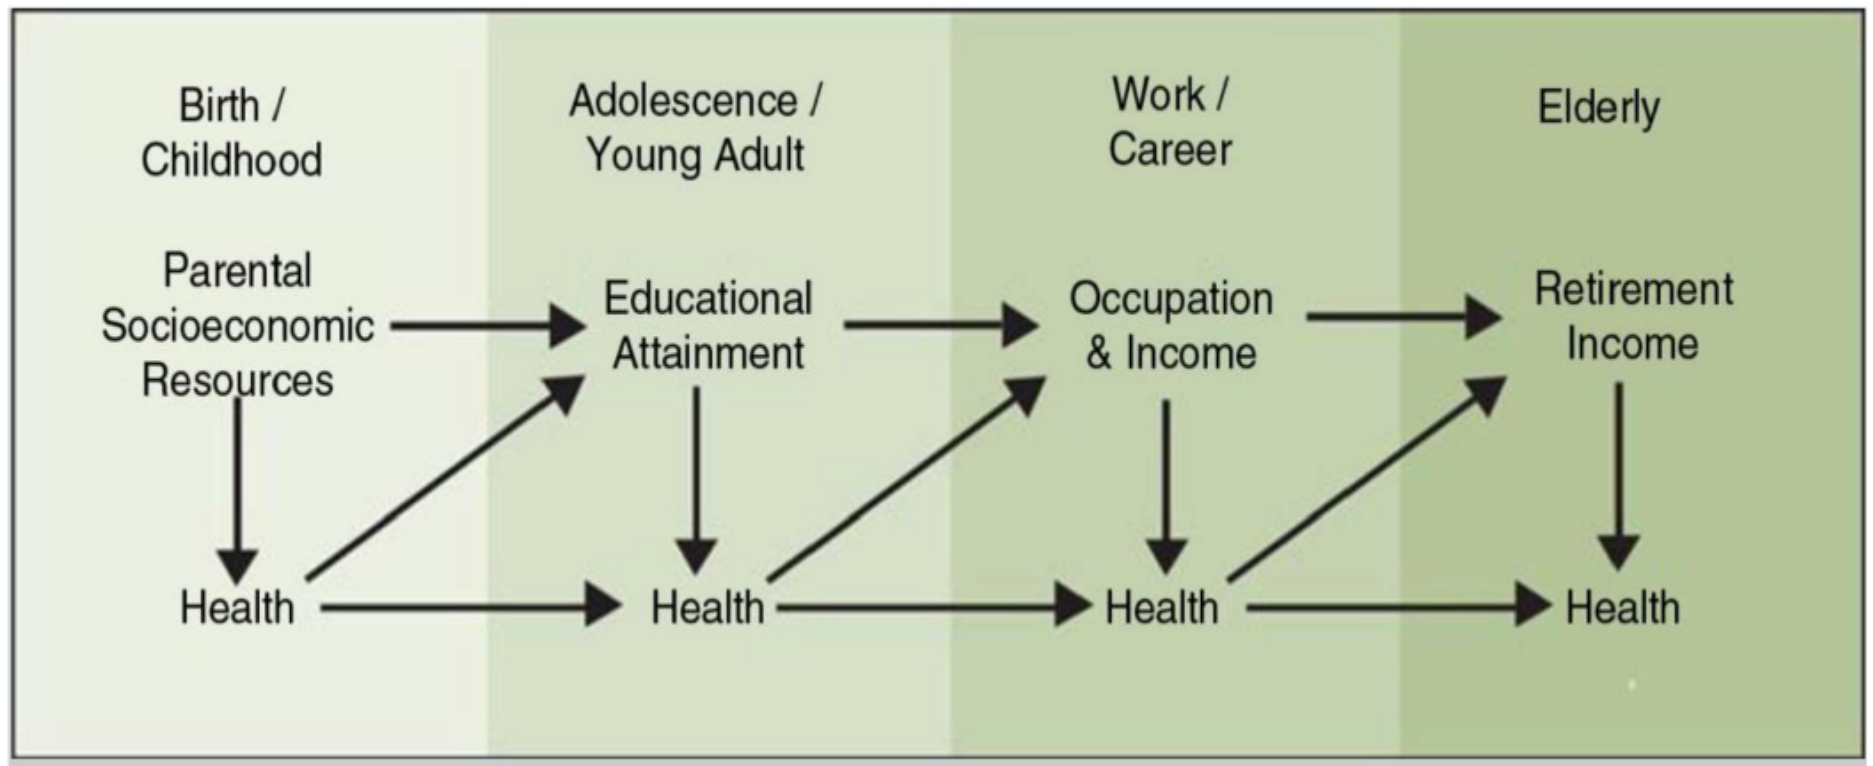 Birth /
Childhood
Adolescence /
Young Adult
Work /
Career
Elderly
Parental
Socioeconomic
Resources
Educational
Attainment
Occupation
& Income
Retirement
Income
Health
Health
Health
Health